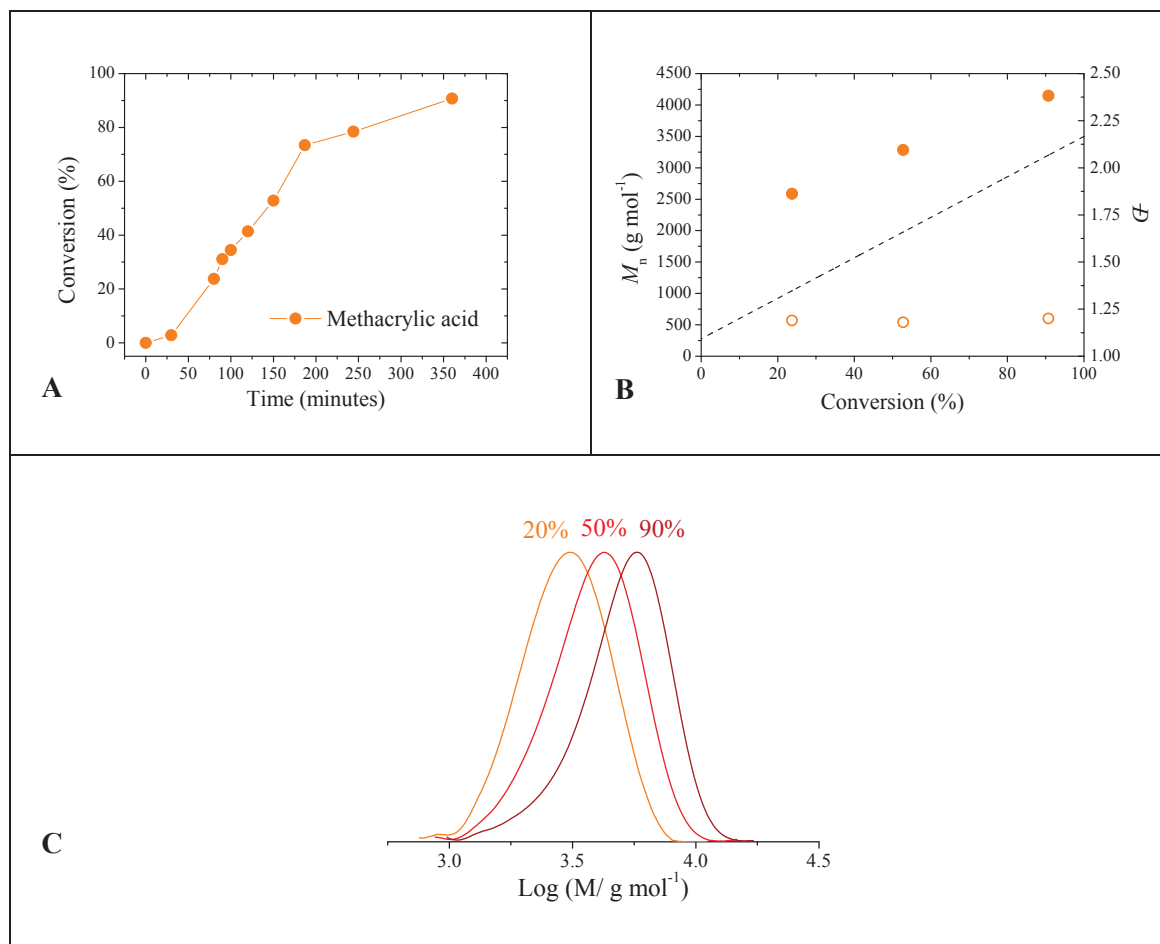 100
80
60
40
20
0
0 50 100 150 200 250 300 350 400
Conversion (%)
Time (minutes)
Methacrylic acid
A
4500
4000
3500
3000
2500
2000
1500
1000
500
0
0 20 40 60 80 100
2.50
2.25
2.00
1.75
1.50
1.25
1.00
Mn (g mol-1)
Đ
Conversion (%)
B
20% 50% 90%
3.0 3.5 4.0 4.5
Log (M/ g mol-1)
C